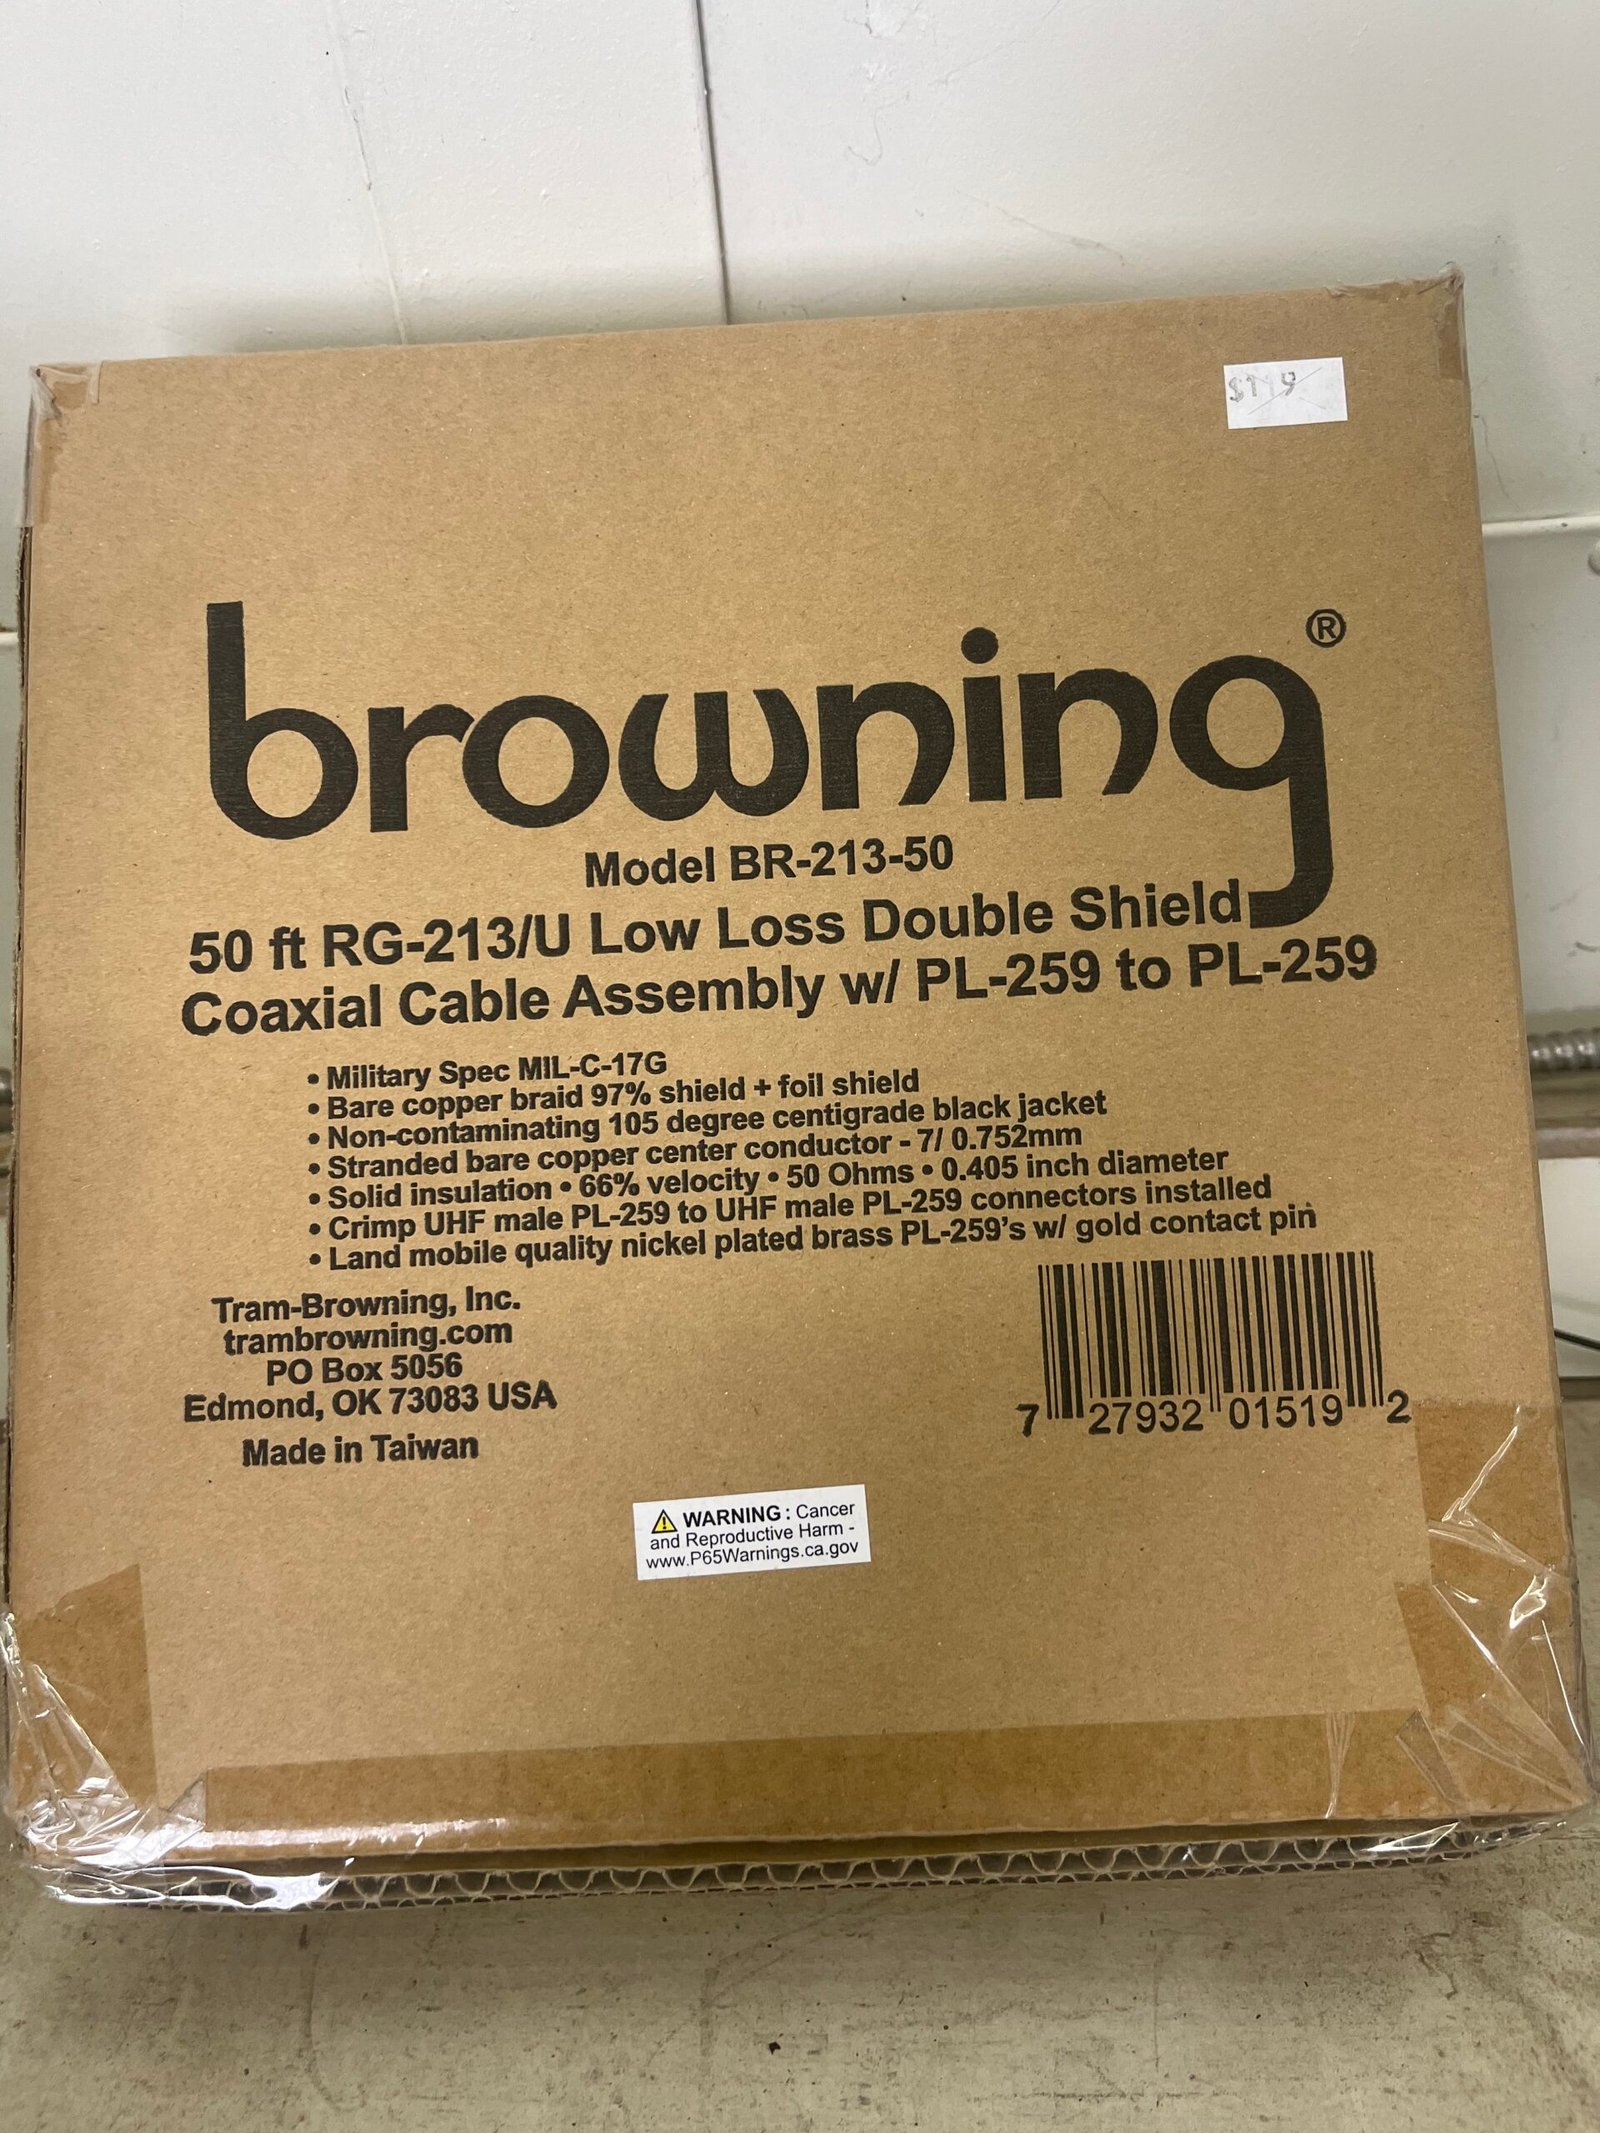 $119
browning®
Model BR-213-50
50 ft RG-213/U Low Loss Double Shield
Coaxial Cable Assembly w/ PL-259 to PL-259
• Military Spec MIL-C-17G
• Bare copper braid 97% shield + foil shield
• Non-contaminating 105 degree centigrade black jacket
• Stranded bare copper center conductor - 7/ 0.752mm
• Solid insulation • 66% velocity • 50 Ohms • 0.405 inch diameter
• Crimp UHF male PL-259 to UHF male PL-259 connectors installed
• Land mobile quality nickel plated brass PL-259's w/ gold contact pin
Tram-Browning, Inc.
trambrowning.com
PO Box 5056
Edmond, OK 73083 USA
Made in Taiwan
7 27932 01519 2
WARNING: Cancer
and Reproductive Harm -
www.P65Warnings.ca.gov